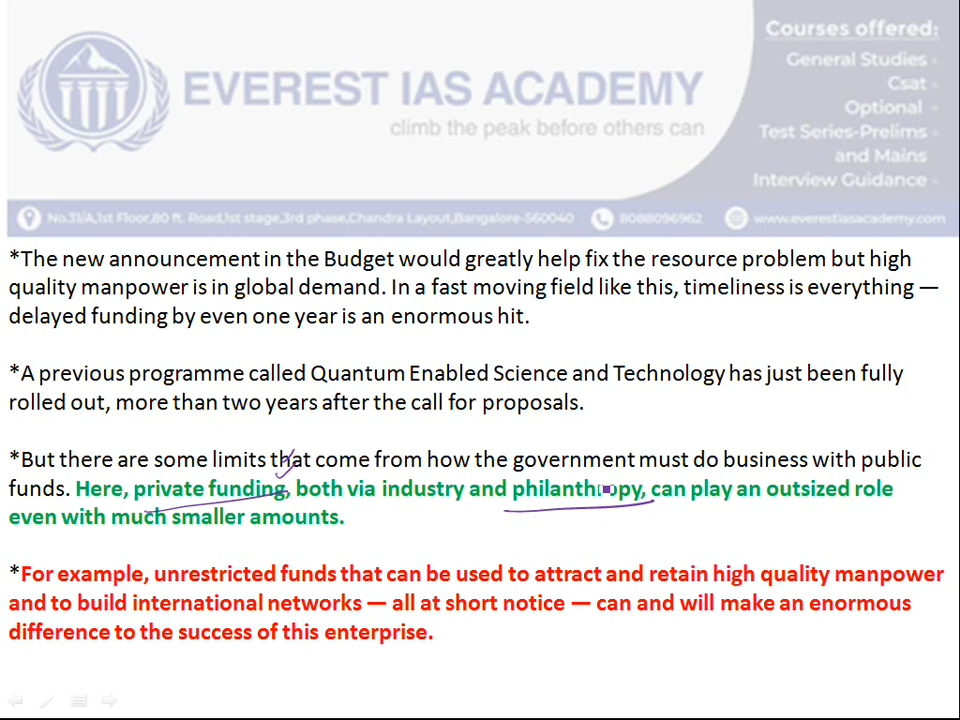 Courses offered:
General Studies
Csat
Optional
Test Series-Prelims
and Mains
Interview Guidance
EVEREST IAS ACADEMY
climb the peak before others can
No.31/A,1st Floor,80 ft. Road,1st stage,3rd phase,Chandra Layout,Bangalore-560040 8088096962 www.everestiasacademy.com
*The new announcement in the Budget would greatly help fix the resource problem but high
quality manpower is in global demand. In a fast moving field like this, timeliness is everything —
delayed funding by even one year is an enormous hit.
*A previous programme called Quantum Enabled Science and Technology has just been fully
rolled out, more than two years after the call for proposals.
*But there are some limits that come from how the government must do business with public
funds. Here, private funding, both via industry and philanthropy, can play an outsized role
even with much smaller amounts.
*For example, unrestricted funds that can be used to attract and retain high quality manpower
and to build international networks — all at short notice — can and will make an enormous
difference to the success of this enterprise.